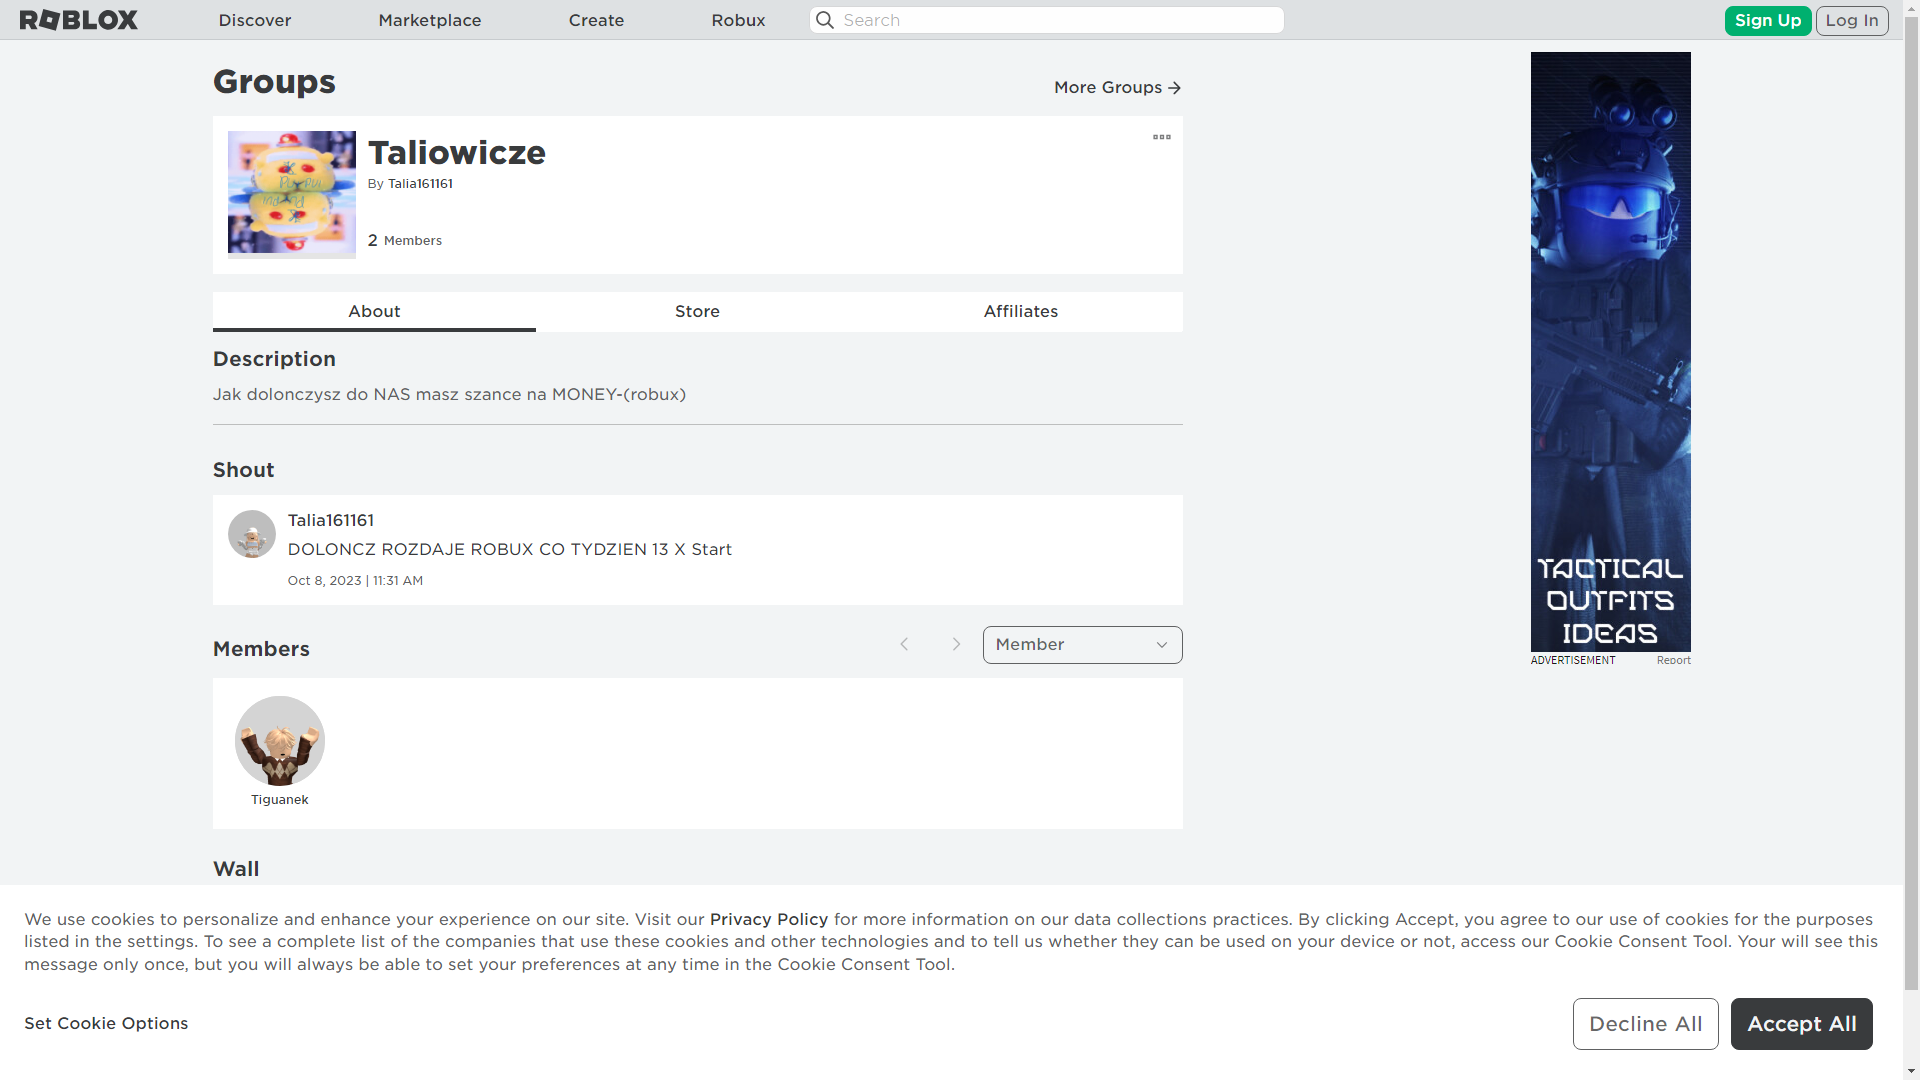 ROBLOX
Discover
Marketplace
Create
Robux
Search
Sign Up
Log In
Groups
More Groups
Taliowicze
By Talia161161
2 Members
About
Store
Affiliates
Description
Jak dolonczysz do NAS masz szance na MONEY-(robux)
Shout
Talia161161
DOLONCZ ROZDAJE ROBUX CO TYDZIEN 13 X Start
Oct 8, 2023 | 11:31 AM
Members
Member
Tiguanek
Wall
TACTICAL
OUTFITS
IDEAS
ADVERTISEMENT
Report
We use cookies to personalize and enhance your experience on our site. Visit our Privacy Policy for more information on our data collections practices. By clicking Accept, you agree to our use of cookies for the purposes
listed in the settings. To see a complete list of the companies that use these cookies and other technologies and to tell us whether they can be used on your device or not, access our Cookie Consent Tool. Your will see this
message only once, but you will always be able to set your preferences at any time in the Cookie Consent Tool.
Set Cookie Options
Decline All
Accept All